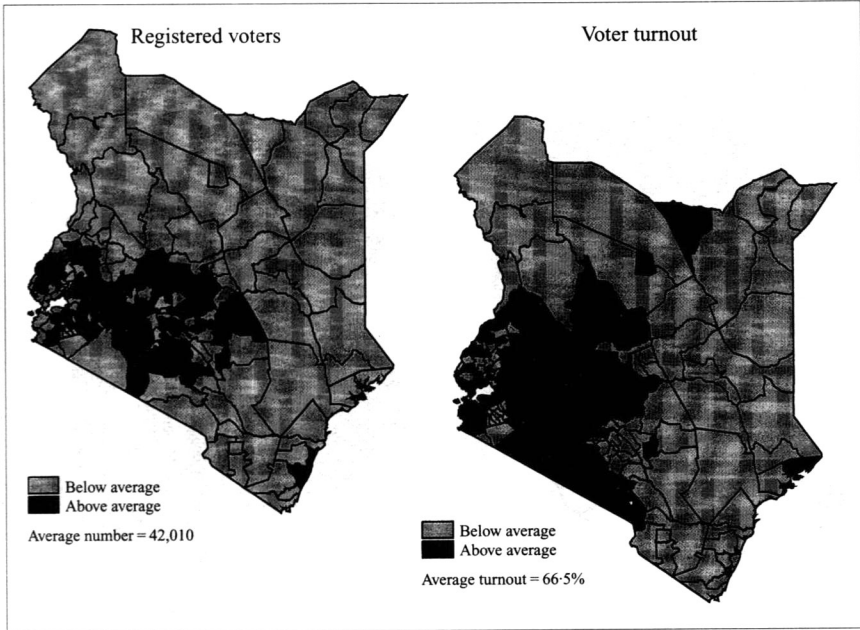 Registered voters
Voter turnout
Below average
Above average
Average number = 42,010
Below average
Above average
Average turnout = 66·5%